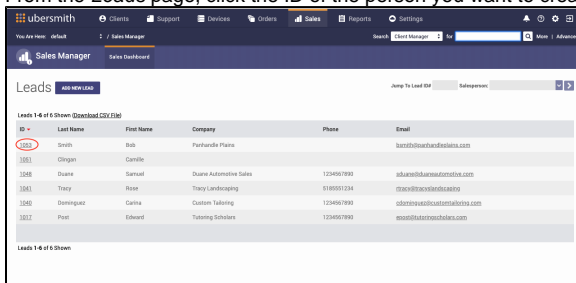 From the Leads page, click the ID of the person you want to crea
ubersmith Clients Support Devices Orders Sales Reports Settings
You Are Here: default / Sales Manager Search Client Manager for More | Advance
Sales Manager Sales Dashboard
Leads ADD NEW LEAD Jump To Lead ID# Salesperson:
Leads 1-6 of 6 Shown (Download CSV File)
ID Last Name First Name Company Phone Email
1053 Smith Bob Panhandle Plains bsmith@panhandleplains.com
1051 Clingan Camille
1048 Duane Samuel Duane Automotive Sales 1234567890 sduane@duaneautomotive.com
1041 Tracy Rose Tracy Landscaping 5185551234 rtracy@tracyslandscaping
1040 Dominguez Carina Custom Tailoring 1234567890 cdominguez@customtailering.com
1017 Post Edward Tutoring Scholars 1234567890 epost@tutoringscholars.com
Leads 1-6 of 6 Shown